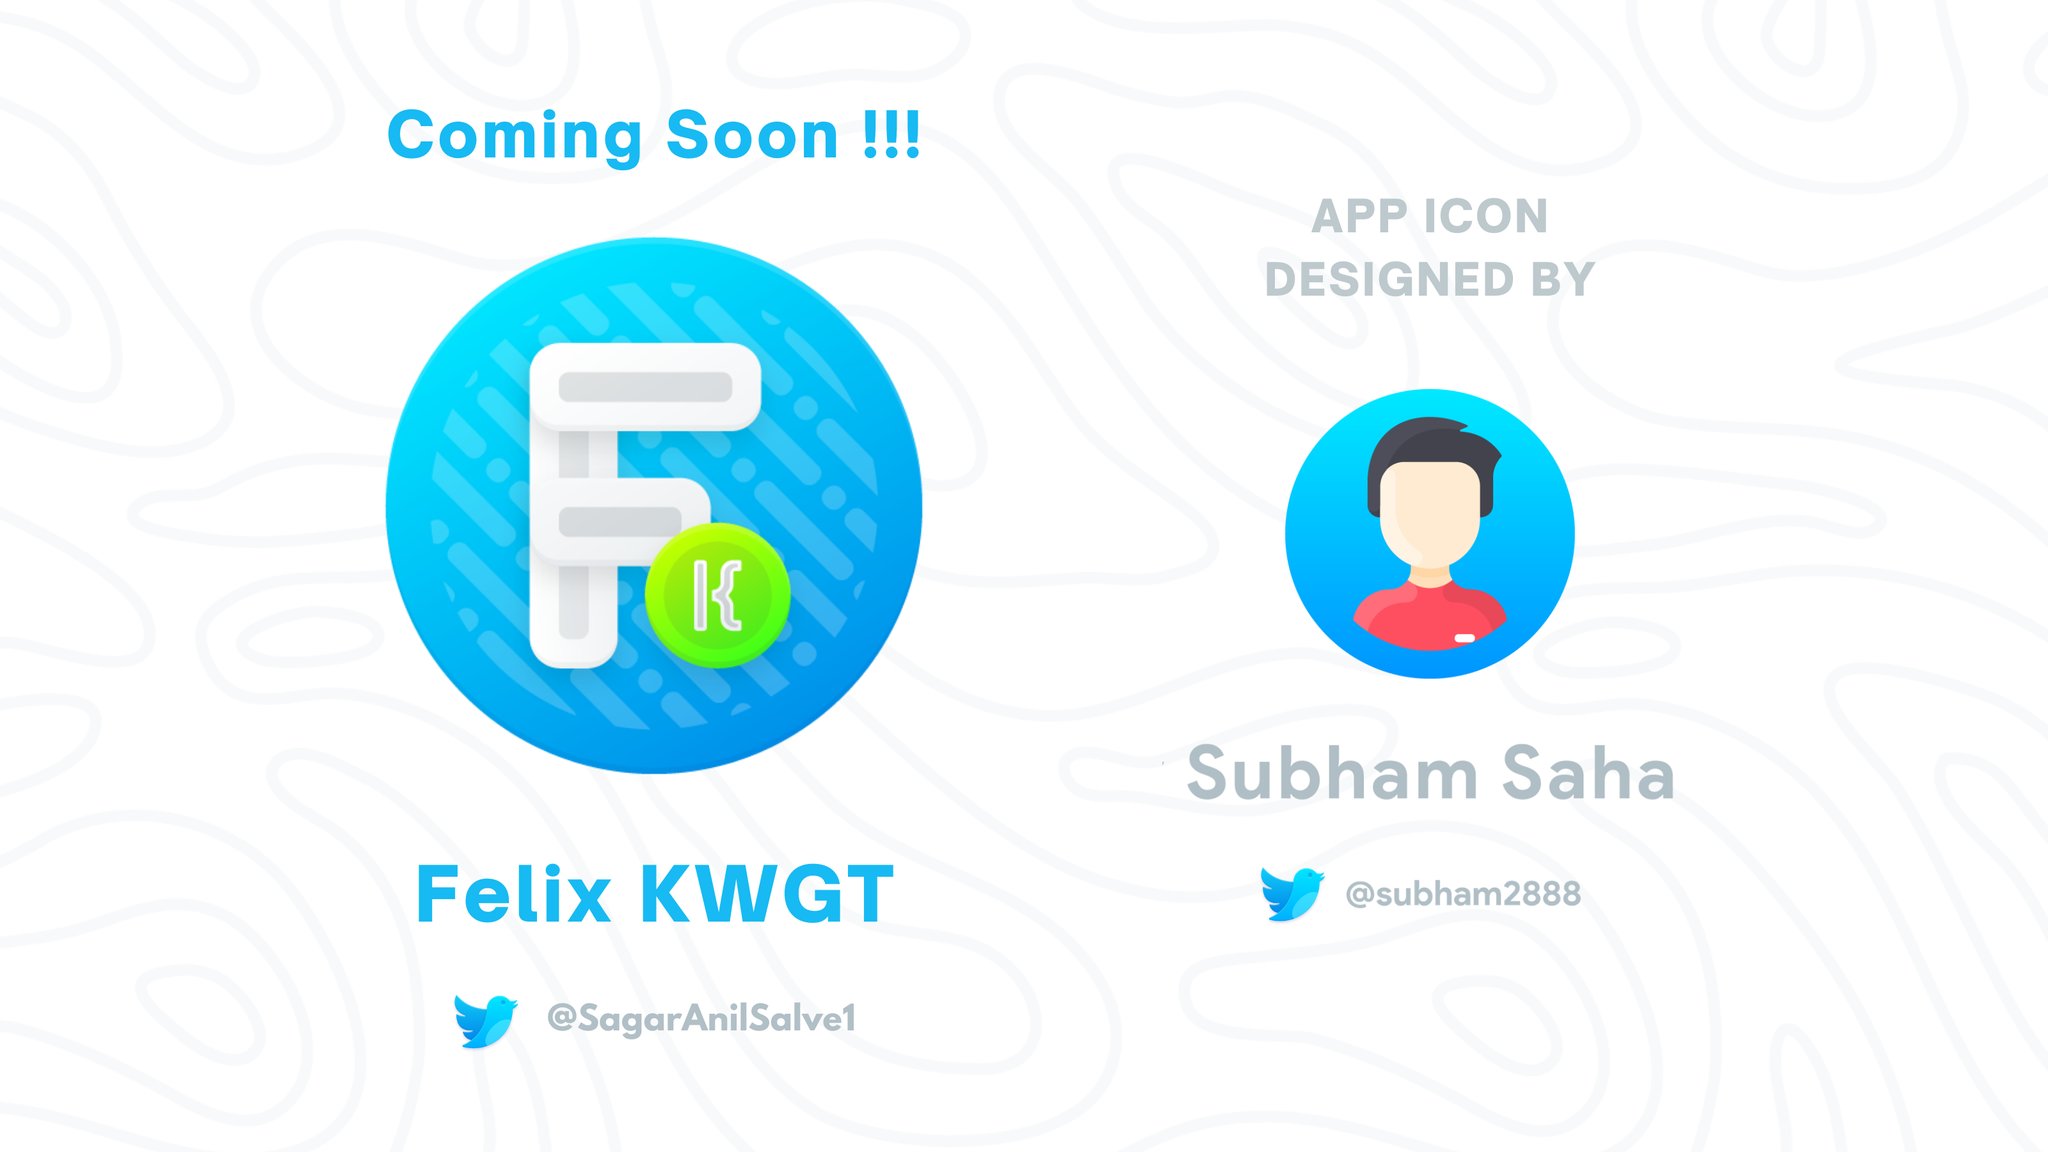 Coming Soon !!!
F
K
Felix KWGT
@SagarAnilSalve1
APP ICON
DESIGNED BY
Subham Saha
@subham2888